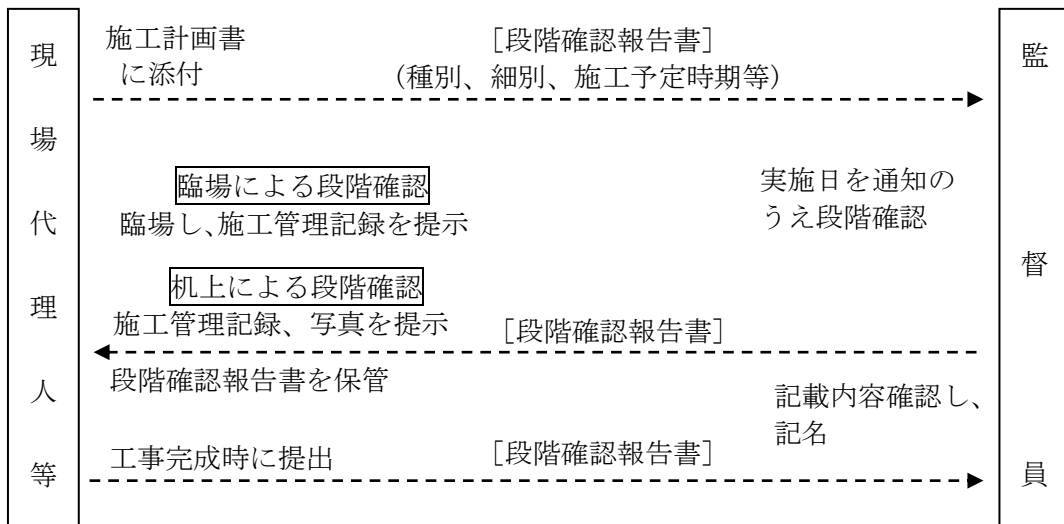 現場代理人等
施工計画書
に添付
[段階確認報告書]
(種別、細別、施工予定時期等)
臨場による段階確認
臨場し、施工管理記録を提示
実施日を通知の
うえ段階確認
机上による段階確認
施工管理記録、写真を提示
[段階確認報告書]
段階確認報告書を保管
記載内容確認し、
記名
工事完成時に提出
[段階確認報告書]
監督員